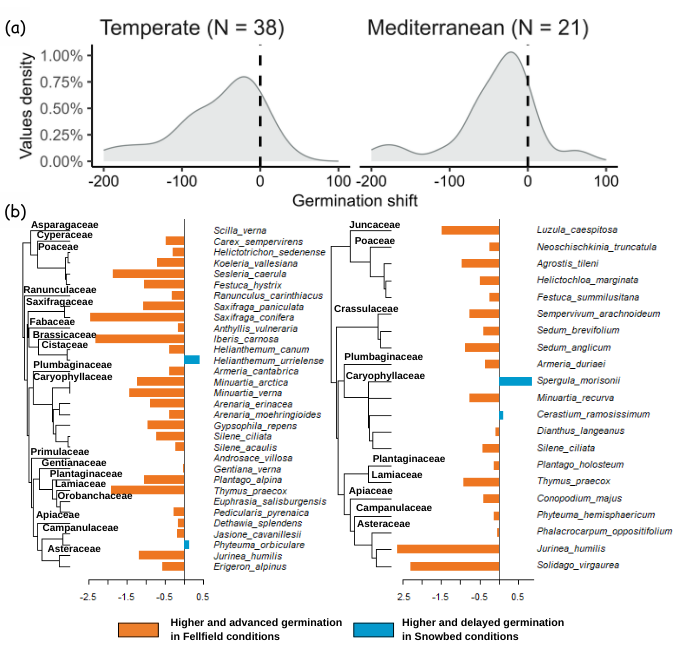 (a)
Temperate (N = 38)
Mediterranean (N = 21)
Values density
1.00%
0.75%
0.50%
0.25%
0.00%
-200 -100 0 100
-200 -100 0 100
Germination shift
(b)
Asparagaceae
Cyperaceae
Poaceae
Ranunculaceae
Saxifragaceae
Fabaceae
Brassicaceae
Cistaceae
Plumbaginaceae
Caryophyllaceae
Primulaceae
Gentianaceae
Plantaginaceae
Lamiaceae
Orobanchaceae
Apiaceae
Campanulaceae
Asteraceae
Scilla_verna
Carex_sempervirens
Helictotrichon_sedenense
Koeleria_vallesiana
Sesleria_caerula
Festuca_hystrix
Ranunculus_carinthiacus
Saxifraga_paniculata
Saxifraga_conifera
Anthyllis_vulneraria
Iberis_carnosa
Helianthemum_canum
Helianthemum_urrielense
Armeria_cantabrica
Minuartia_arctica
Minuartia_verna
Arenaria_erinacea
Arenaria_moehringioides
Gypsophila_repens
Silene_ciliata
Silene_acaulis
Androsace_villosa
Gentiana_verna
Plantago_alpina
Thymus_praecox
Euphrasia_salisburgensis
Pedicularis_pyrenaica
Dethawia_splendens
Jasione_cavanillesii
Phyteuma_orbiculare
Jurinea_humilis
Erigeron_alpinus
-2.5 -1.5 -0.5 0.5
Juncaceae
Poaceae
Crassulaceae
Plumbaginaceae
Caryophyllaceae
Plantaginaceae
Lamiaceae
Apiaceae
Campanulaceae
Asteraceae
Luzula_caespitosa
Neoschischkinia_truncatula
Agrostis_tileni
Helictochloa_marginata
Festuca_summilusitana
Sempervivum_arachnoideum
Sedum_brevifolium
Sedum_anglicum
Armeria_duriaei
Spergula_morisonii
Minuartia_recurva
Cerastium_ramosissimum
Dianthus_langeanus
Silene_ciliata
Plantago_holosteum
Thymus_praecox
Conopodium_majus
Phyteuma_hemisphaericum
Phalacrocarpum_oppositifolium
Jurinea_humilis
Solidago_virgaurea
2.5 -1.5 -0.5 0.5
Higher and advanced germination
in Fellfield conditions
Higher and delayed germination
in Snowbed conditions